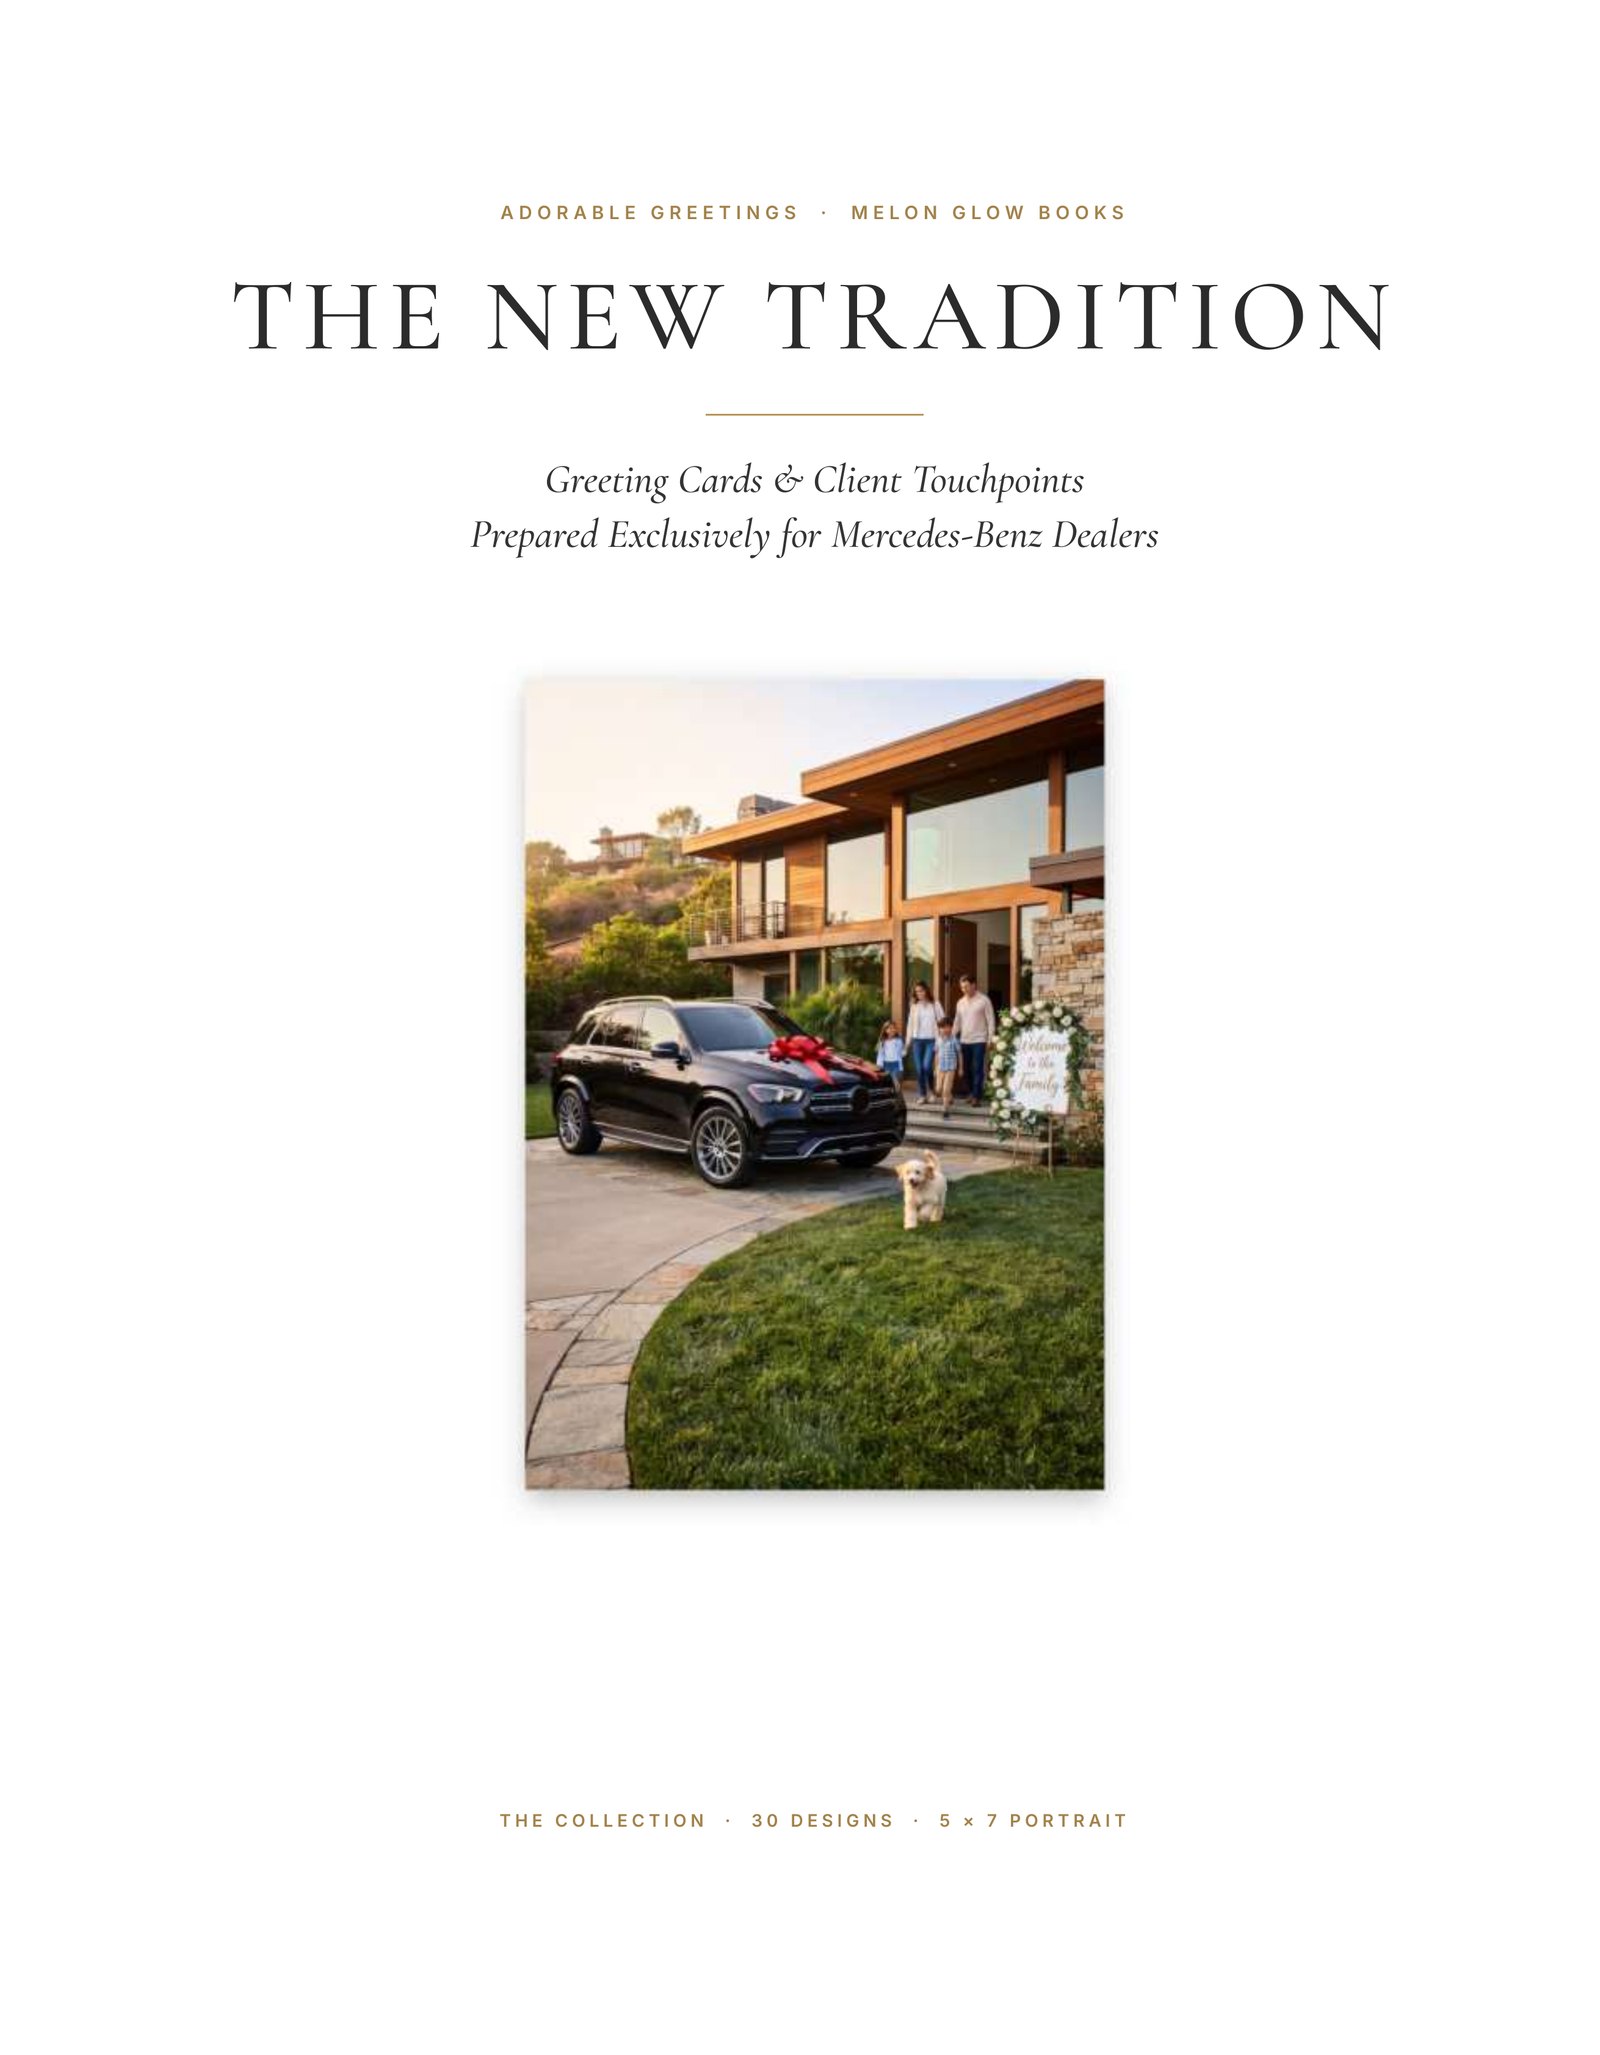 ADORABLE GREETINGS · MELON GLOW BOOKS
THE NEW TRADITION
Greeting Cards & Client Touchpoints
Prepared Exclusively for Mercedes-Benz Dealers
Welcome
to the
Family
THE COLLECTION · 30 DESIGNS · 5 × 7 PORTRAIT